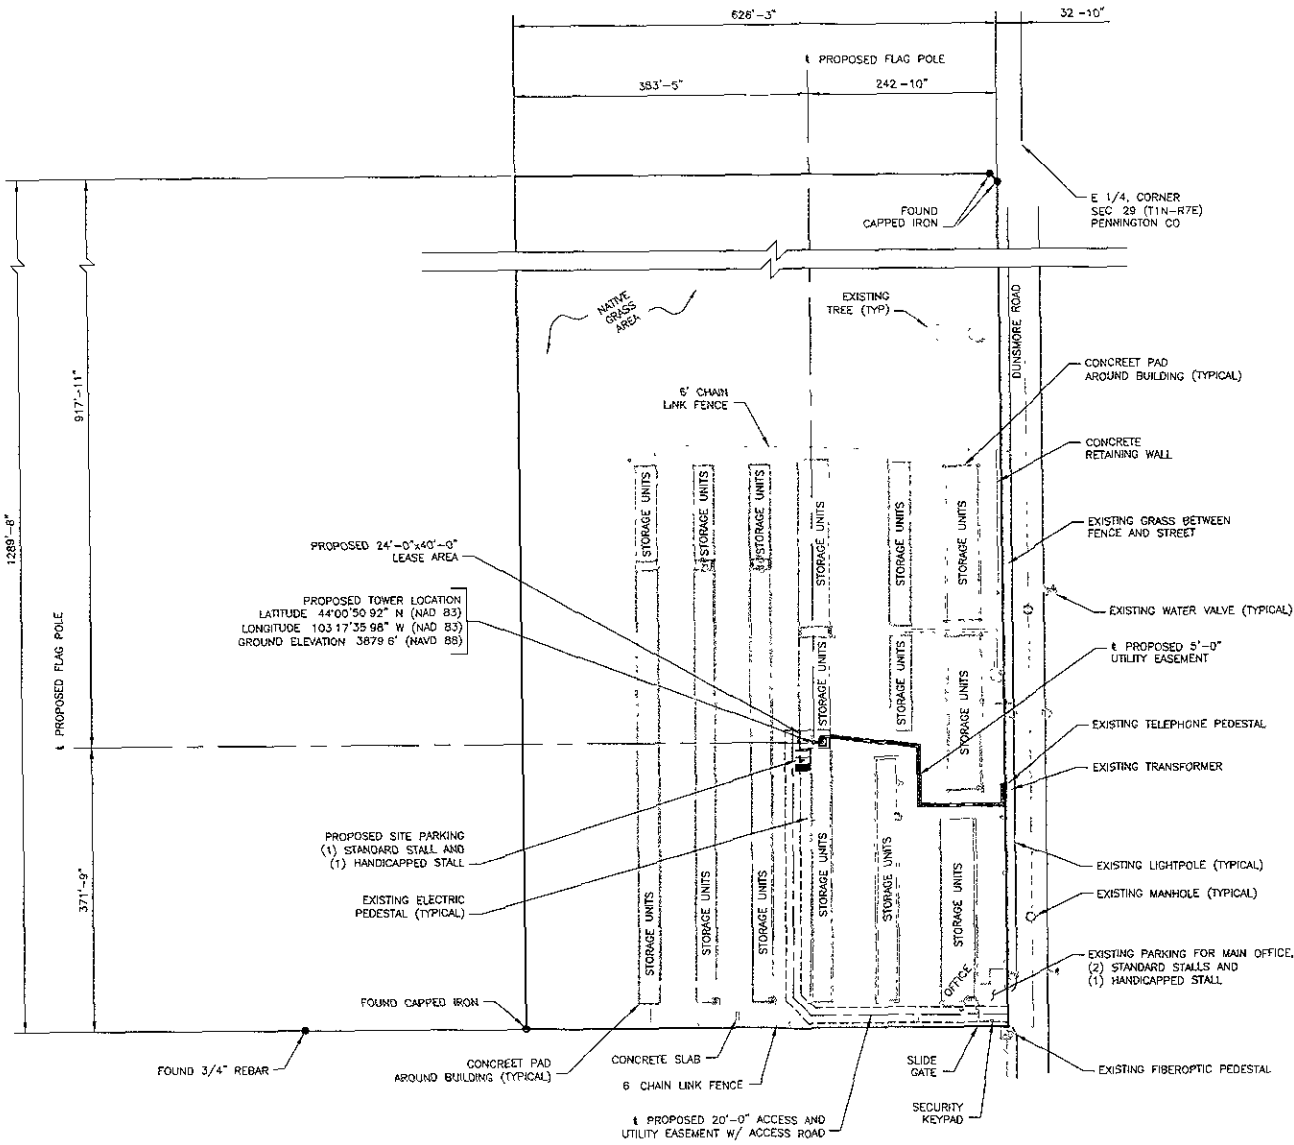 628'-3"
32'-10"
℄ PROPOSED FLAG POLE
383'-5"
242'-10"
E 1/4, CORNER
SEC 29 (T1N-R7E)
PENNINGTON CO
FOUND
CAPPED IRON
NATIVE
GRASS
AREA
EXISTING
TREE (TYP)
DUNSMORE ROAD
CONCREET PAD
AROUND BUILDING (TYPICAL)
6' CHAIN
LINK FENCE
917'-11"
CONCRETE
RETAINING WALL
STORAGE UNITS
STORAGE UNITS
STORAGE UNITS
STORAGE UNITS
STORAGE UNITS
STORAGE UNITS
EXISTING GRASS BETWEEN
FENCE AND STREET
1289'-8"
PROPOSED 24'-0"x40'-0"
LEASE AREA
PROPOSED TOWER LOCATION
LATITUDE 44°00'50 92" N (NAD 83)
LONGITUDE 103 17'35 98" W (NAD 83)
GROUND ELEVATION 3879 6' (NAVD 88)
EXISTING WATER VALVE (TYPICAL)
℄ PROPOSED 5'-0"
UTILITY EASEMENT
℄ PROPOSED FLAG POLE
STORAGE UNITS
STORAGE UNITS
STORAGE UNITS
EXISTING TELEPHONE PEDESTAL
EXISTING TRANSFORMER
PROPOSED SITE PARKING
(1) STANDARD STALL AND
(1) HANDICAPPED STALL
EXISTING LIGHTPOLE (TYPICAL)
371'-9"
EXISTING ELECTRIC
PEDESTAL (TYPICAL)
STORAGE UNITS
STORAGE UNITS
STORAGE UNITS
STORAGE UNITS
STORAGE UNITS
STORAGE UNITS
EXISTING MANHOLE (TYPICAL)
EXISTING PARKING FOR MAIN OFFICE,
(2) STANDARD STALLS AND
(1) HANDICAPPED STALL
OFFICE
FOUND CAPPED IRON
FOUND 3/4" REBAR
CONCREET PAD
AROUND BUILDING (TYPICAL)
CONCRETE SLAB
6 CHAIN LINK FENCE
SLIDE
GATE
EXISTING FIBEROPTIC PEDESTAL
SECURITY
KEYPAD
℄ PROPOSED 20'-0" ACCESS AND
UTILITY EASEMENT W/ ACCESS ROAD